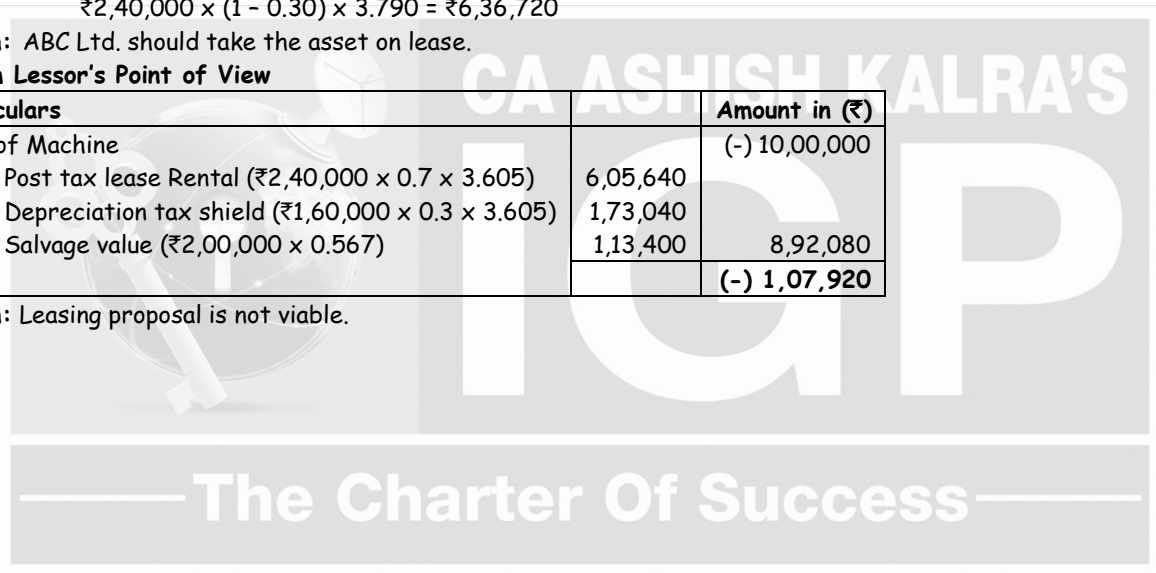 ₹2,40,000 x (1 – 0.30) x 3.790 = ₹6,36,720
: ABC Ltd. should take the asset on lease.
Lessor's Point of View
culars Amount in (₹)
of Machine (-) 10,00,000
Post tax lease Rental (₹2,40,000 x 0.7 x 3.605) 6,05,640
Depreciation tax shield (₹1,60,000 x 0.3 x 3.605) 1,73,040
Salvage value (₹2,00,000 x 0.567) 1,13,400 8,92,080
(-) 1,07,920
: Leasing proposal is not viable.
CA ASHISH KALRA'S
IGP
The Charter Of Success